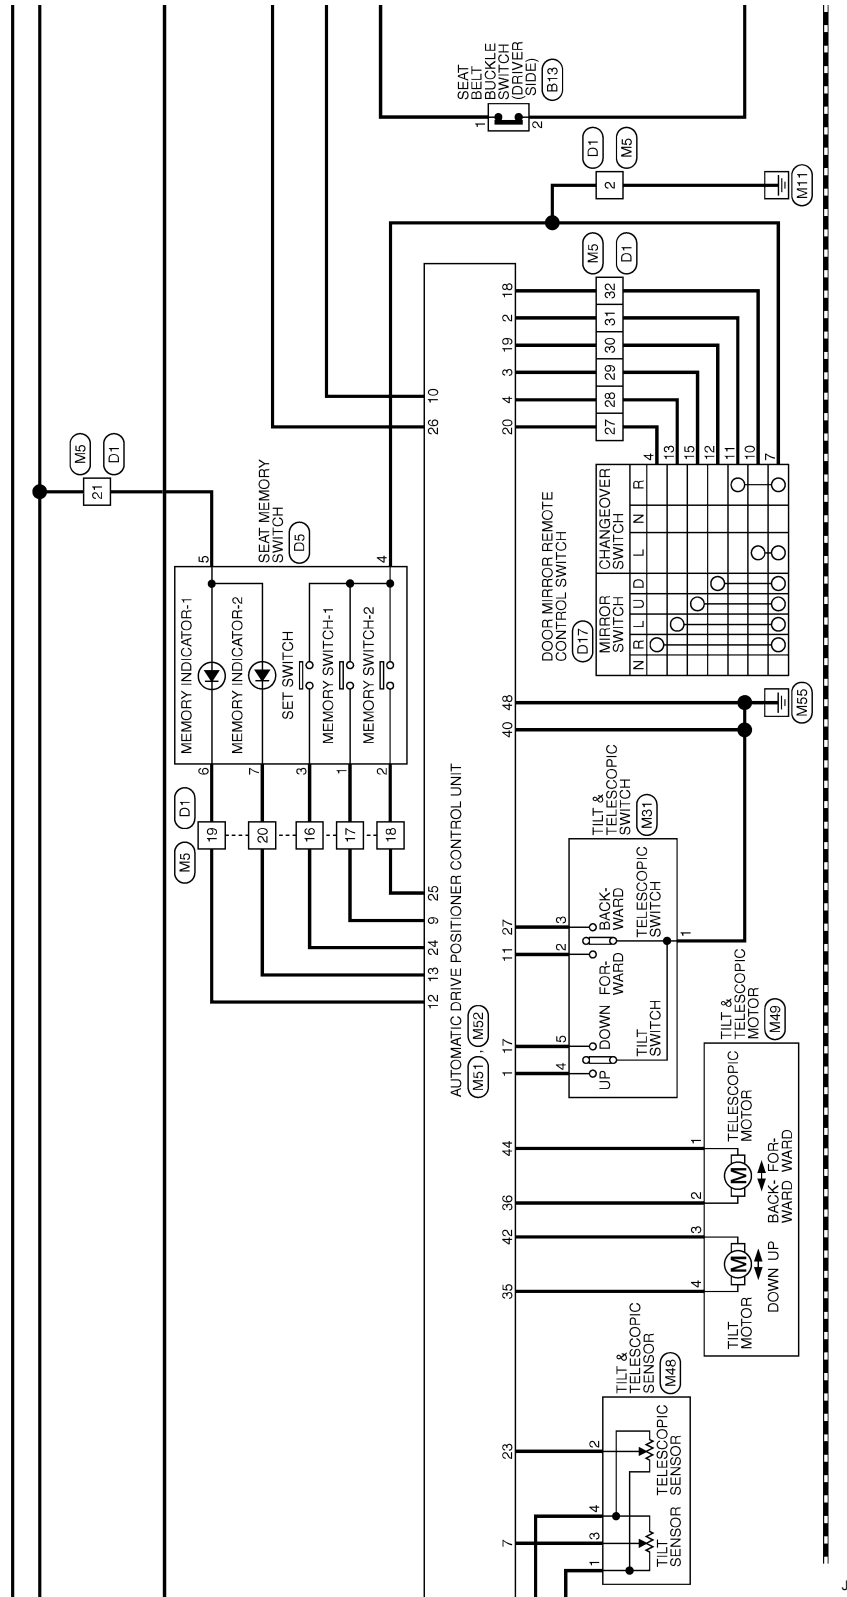 SEAT
BELT
BUCKLE
SWITCH
(DRIVER
SIDE)
B13
1
2
D1
M5
2
M11
M5
D1
18
2
19
3
4
20
32
31
30
29
28
27
10
26
M5
D1
21
SEAT MEMORY
SWITCH
D5
5
4
MEMORY INDICATOR-1
MEMORY INDICATOR-2
SET SWITCH
MEMORY SWITCH-1
MEMORY SWITCH-2
6
7
3
1
2
D1
M5
19
20
16
17
18
25
9
24
13
12
DOOR MIRROR REMOTE
CONTROL SWITCH
D17
4
13
15
12
11
10
7
CHANGEOVER
SWITCH
MIRROR
SWITCH
R
N
L
D
U
L
R
N
48
40
M55
AUTOMATIC DRIVE POSITIONER CONTROL UNIT
M51 , M52
TILT &
TELESCOPIC
SWITCH
M31
27
11
17
1
3
2
5
4
1
BACK-
WARD
FOR-
WARD
TELESCOPIC
SWITCH
DOWN
UP
TILT
SWITCH
TILT &
TELESCOPIC
MOTOR
M49
44
36
42
35
1
2
3
4
TELESCOPIC
MOTOR
M
BACK- FOR-
WARD WARD
M
DOWN UP
TILT
MOTOR
TILT &
TELESCOPIC
SENSOR
M48
23
7
2
4
3
1
TELESCOPIC
SENSOR
TILT
SENSOR
J